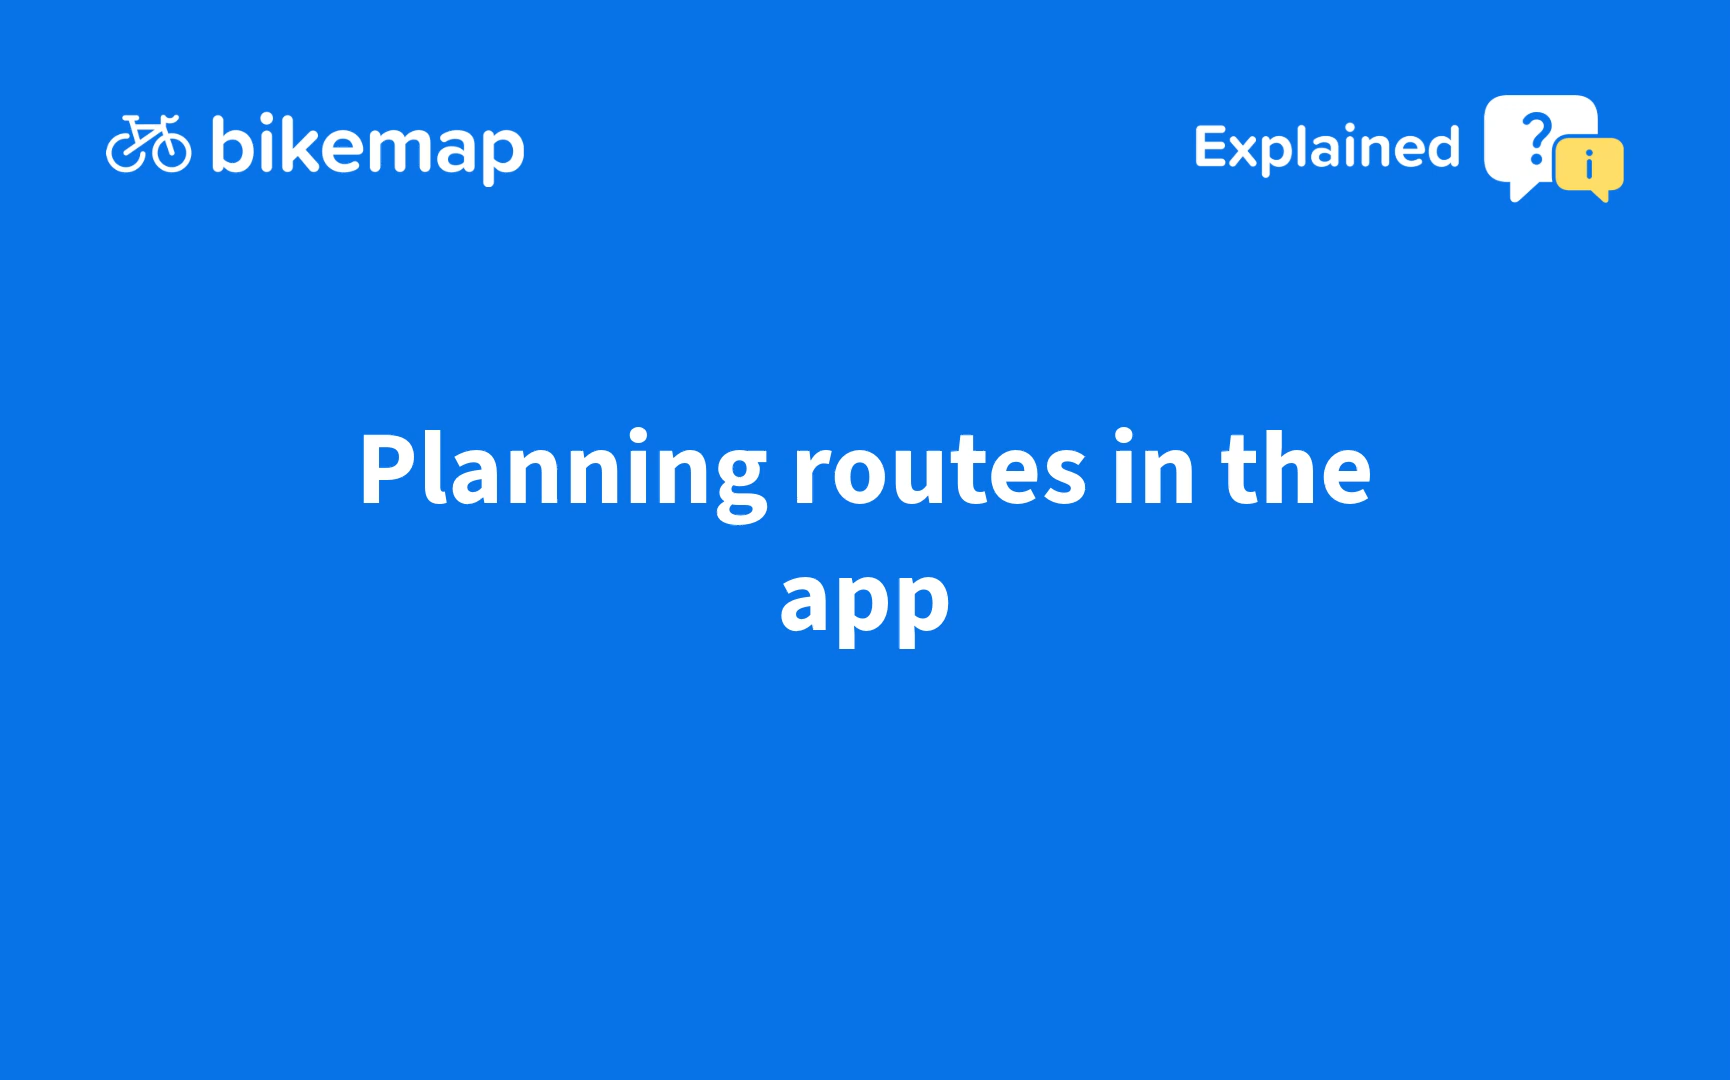 bikemap
Explained
?
i
Planning routes in the
app